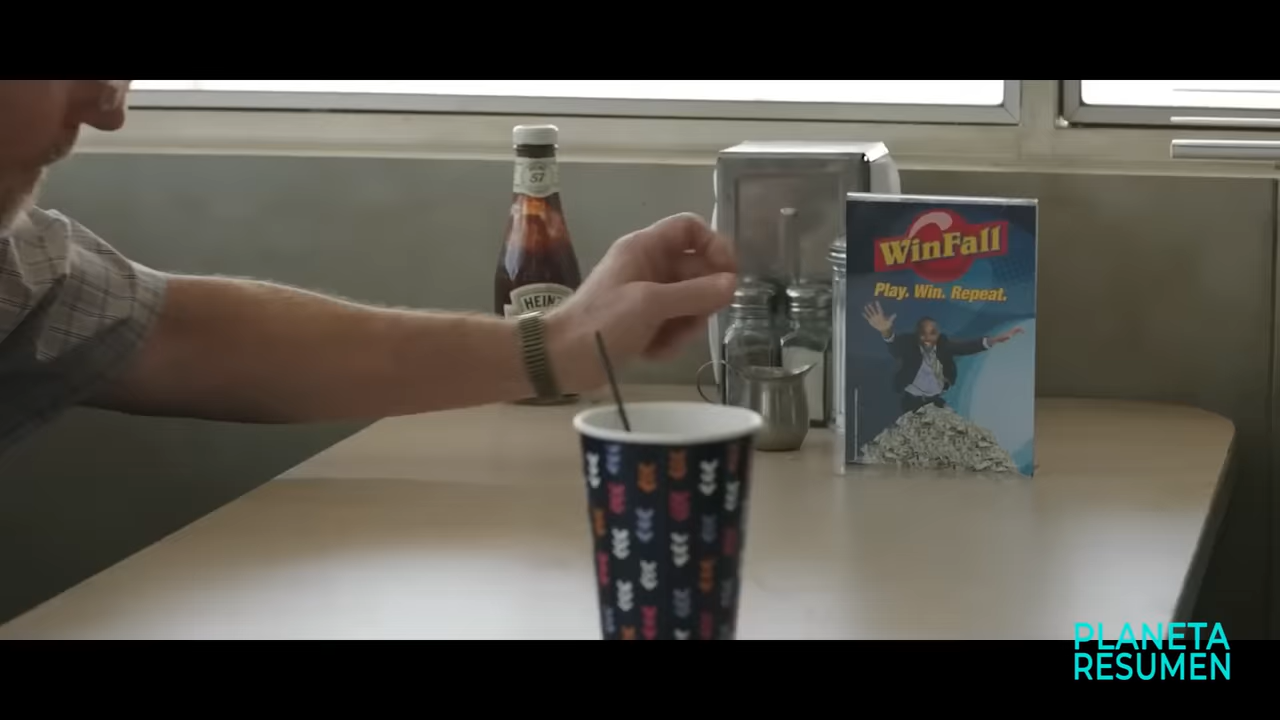 57
HEINZ
WinFall
Play. Win. Repeat.
PLANETA
RESUMEN